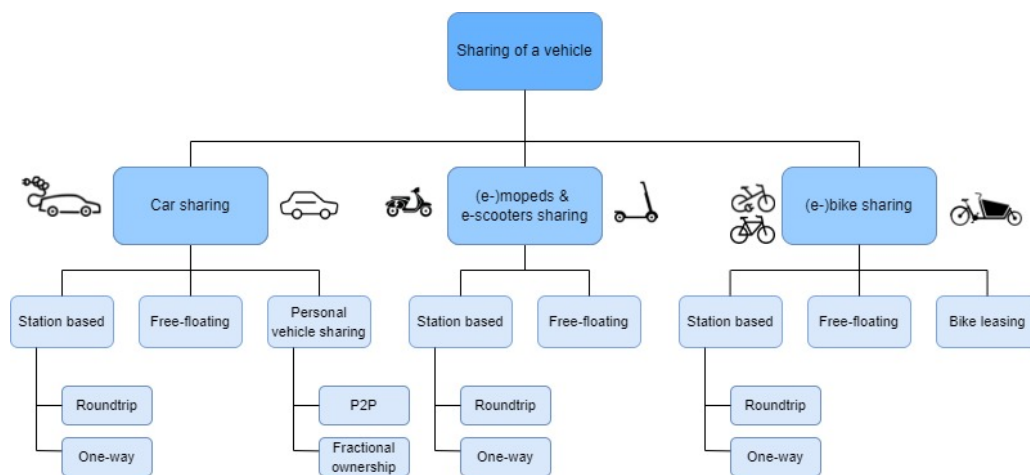 Sharing of a vehicle
Car sharing
(e-)mopeds &
e-scooters sharing
(e-)bike sharing
Station based
Free-floating
Personal
vehicle sharing
Station based
Free-floating
Station based
Free-floating
Bike leasing
Roundtrip
P2P
Roundtrip
Roundtrip
One-way
Fractional
ownership
One-way
One-way